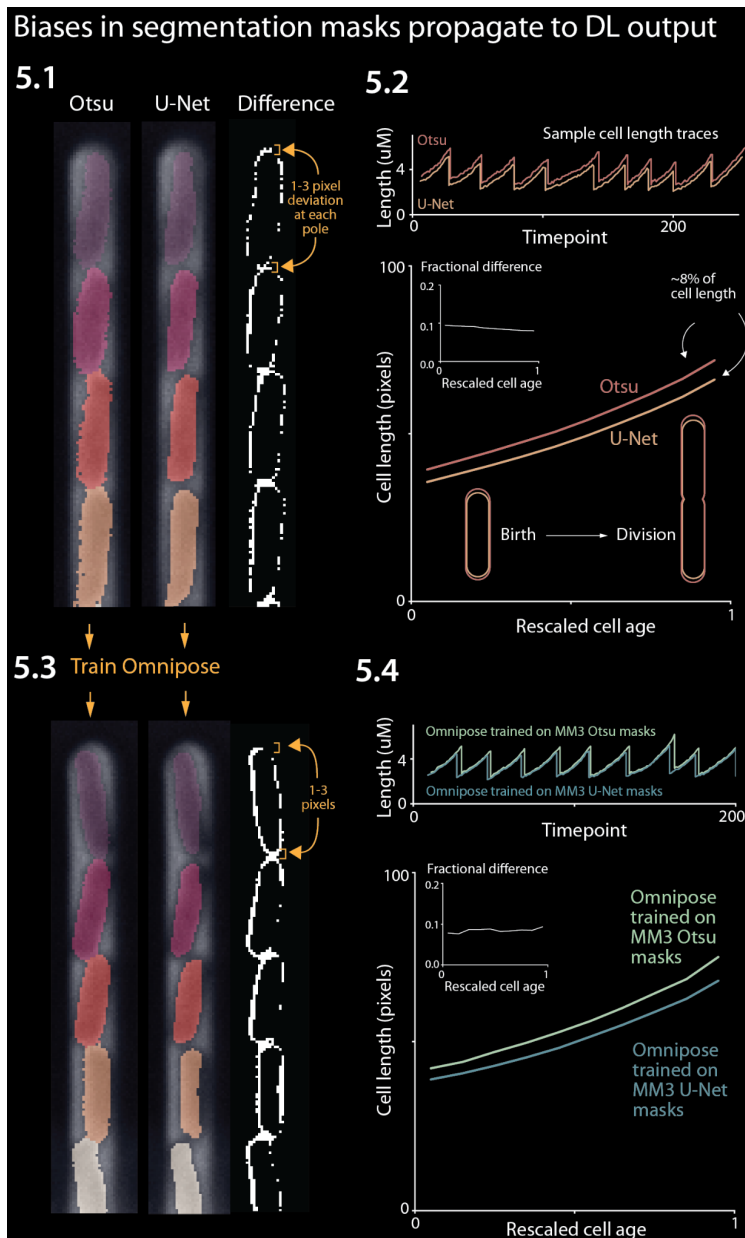 Biases in segmentation masks propagate to DL output
5.1
Otsu
U-Net
Difference
1-3 pixel
deviation
at each
pole
5.2
Sample cell length traces
Otsu
U-Net
Length (uM)
4
0
Timepoint
200
100
Fractional difference
0.2
0.1
0.0
0
1
Rescaled cell age
~8% of
cell length
Otsu
U-Net
Cell length (pixels)
Birth
Division
0
0
1
Rescaled cell age
5.3
Train Omnipose
1-3
pixels
5.4
Omnipose trained on MM3 Otsu masks
Omnipose trained on MM3 U-Net masks
Length (uM)
4
0
Timepoint
200
100
Fractional difference
0.2
0.1
0.0
0
1
Rescaled cell age
Omnipose
trained on
MM3 Otsu
masks
Omnipose
trained on
MM3 U-Net
masks
Cell length (pixels)
0
0
1
Rescaled cell age